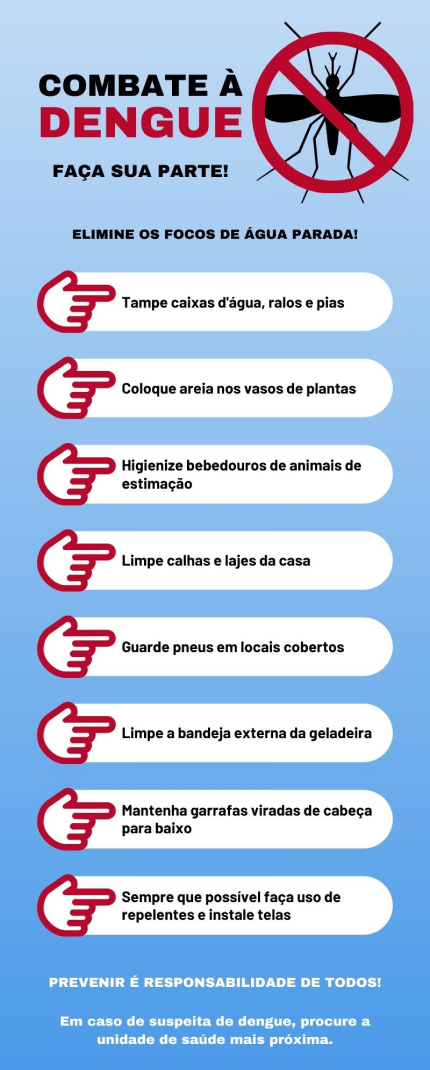 COMBATE À
DENGUE
FAÇA SUA PARTE!
ELIMINE OS FOCOS DE ÁGUA PARADA!
Tampe caixas d'água, ralos e pias
Coloque areia nos vasos de plantas
Higienize bebedouros de animais de
estimação
Limpe calhas e lajes da casa
Guarde pneus em locais cobertos
Limpe a bandeja externa da geladeira
Mantenha garrafas viradas de cabeça
para baixo
Sempre que possível faça uso de
repelentes e instale telas
PREVENIR É RESPONSABILIDADE DE TODOS!
Em caso de suspeita de dengue, procure a
unidade de saúde mais próxima.